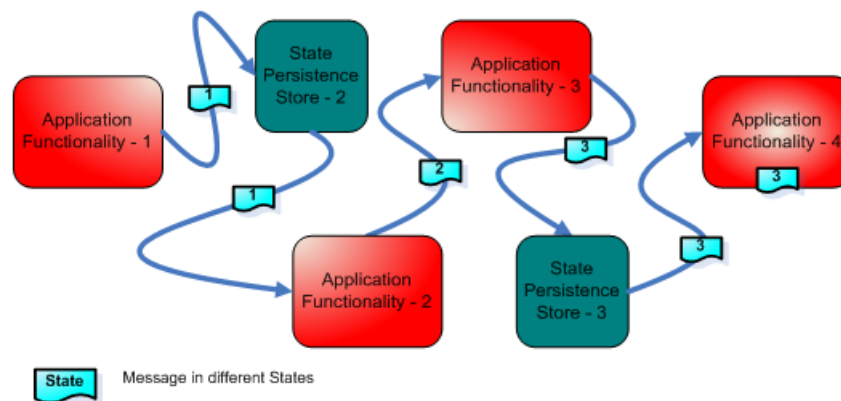 Application
Functionality - 1
1
State
Persistence
Store - 2
1
Application
Functionality - 2
2
Application
Functionality - 3
3
State
Persistence
Store - 3
3
Application
Functionality - 4
3
State
Message in different States